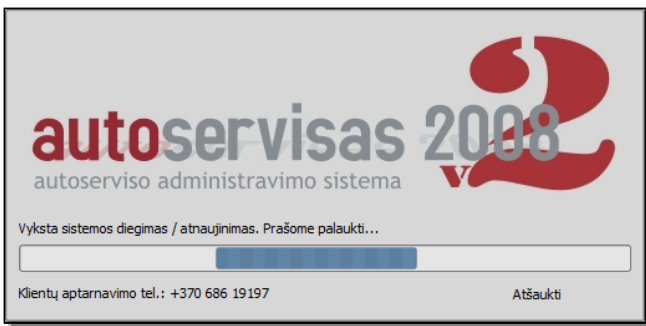 autoservisas 2008
v2
autoserviso administravimo sistema
Vyksta sistemos diegimas / atnaujinimas. Prašome palaukti...
Klientų aptarnavimo tel.: +370 686 19197
Atšaukti